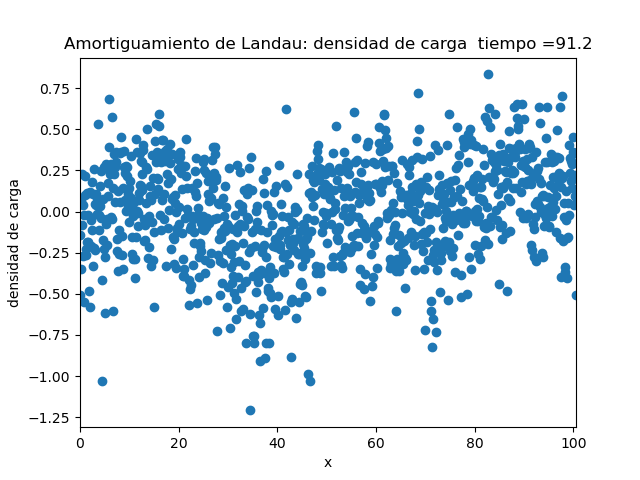 Amortiguamiento de Landau: densidad de carga  tiempo =91.2
0.75
0.50
0.25
0.00
−0.25
−0.50
−0.75
−1.00
−1.25
densidad de carga
0 20 40 60 80 100
x